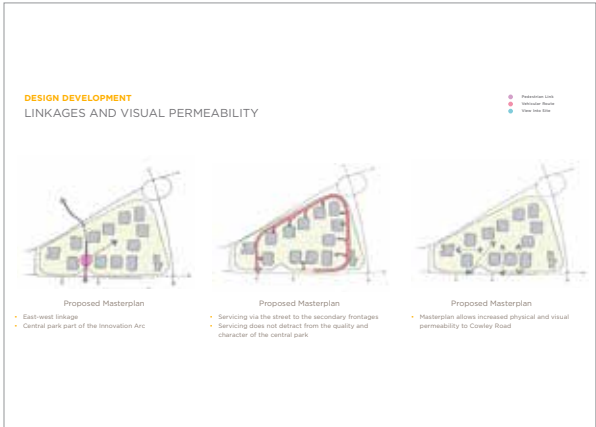 DESIGN DEVELOPMENT
LINKAGES AND VISUAL PERMEABILITY
Pedestrian Link
Vehicular Route
View Into Site
Proposed Masterplan
• East-west linkage
• Central park part of the Innovation Arc
Proposed Masterplan
• Servicing via the street to the secondary frontages
• Servicing does not detract from the quality and
character of the central park
Proposed Masterplan
• Masterplan allows increased physical and visual
permeability to Cowley Road